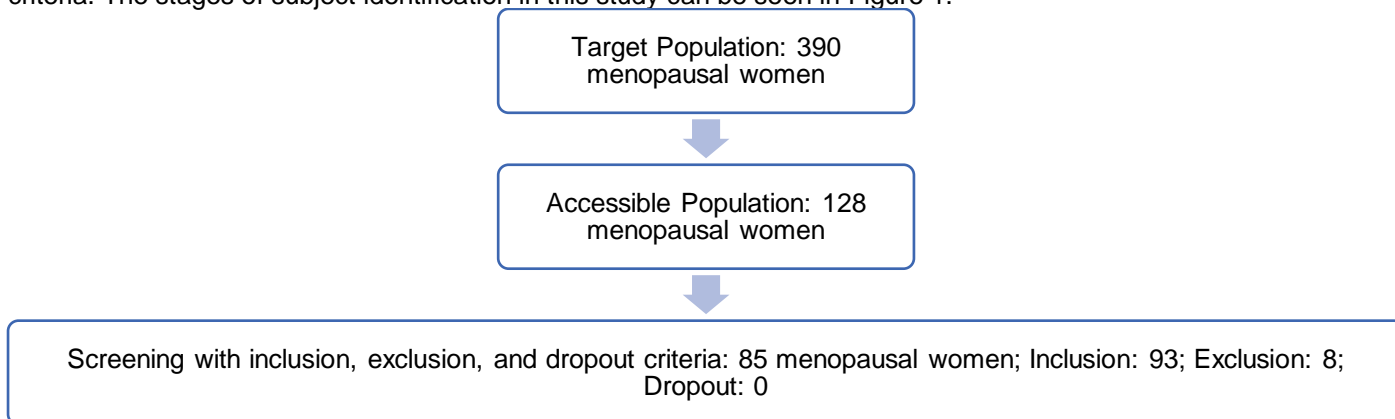 criteria. The stages of subject identification in this study can be seen in Figure 1.
Target Population: 390
menopausal women
Accessible Population: 128
menopausal women
Screening with inclusion, exclusion, and dropout criteria: 85 menopausal women; Inclusion: 93; Exclusion: 8;
Dropout: 0